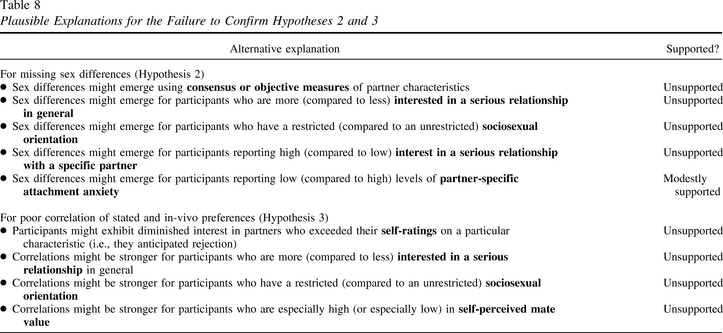 Table 8
Plausible Explanations for the Failure to Confirm Hypotheses 2 and 3
Alternative explanation Supported?
For missing sex differences (Hypothesis 2)
● Sex differences might emerge using consensus or objective measures of partner characteristics Unsupported
● Sex differences might emerge for participants who are more (compared to less) interested in a serious relationship Unsupported
in general
● Sex differences might emerge for participants who have a restricted (compared to an unrestricted) sociosexual Unsupported
orientation
● Sex differences might emerge for participants reporting high (compared to low) interest in a serious relationship Unsupported
with a specific partner
● Sex differences might emerge for participants reporting low (compared to high) levels of partner-specific Modestly
attachment anxiety supported
For poor correlation of stated and in-vivo preferences (Hypothesis 3)
● Participants might exhibit diminished interest in partners who exceeded their self-ratings on a particular Unsupported
characteristic (i.e., they anticipated rejection)
● Correlations might be stronger for participants who are more (compared to less) interested in a serious Unsupported
relationship in general
● Correlations might be stronger for participants who have a restricted (compared to an unrestricted) sociosexual Unsupported
orientation
● Correlations might be stronger for participants who are especially high (or especially low) in self-perceived mate Unsupported
value